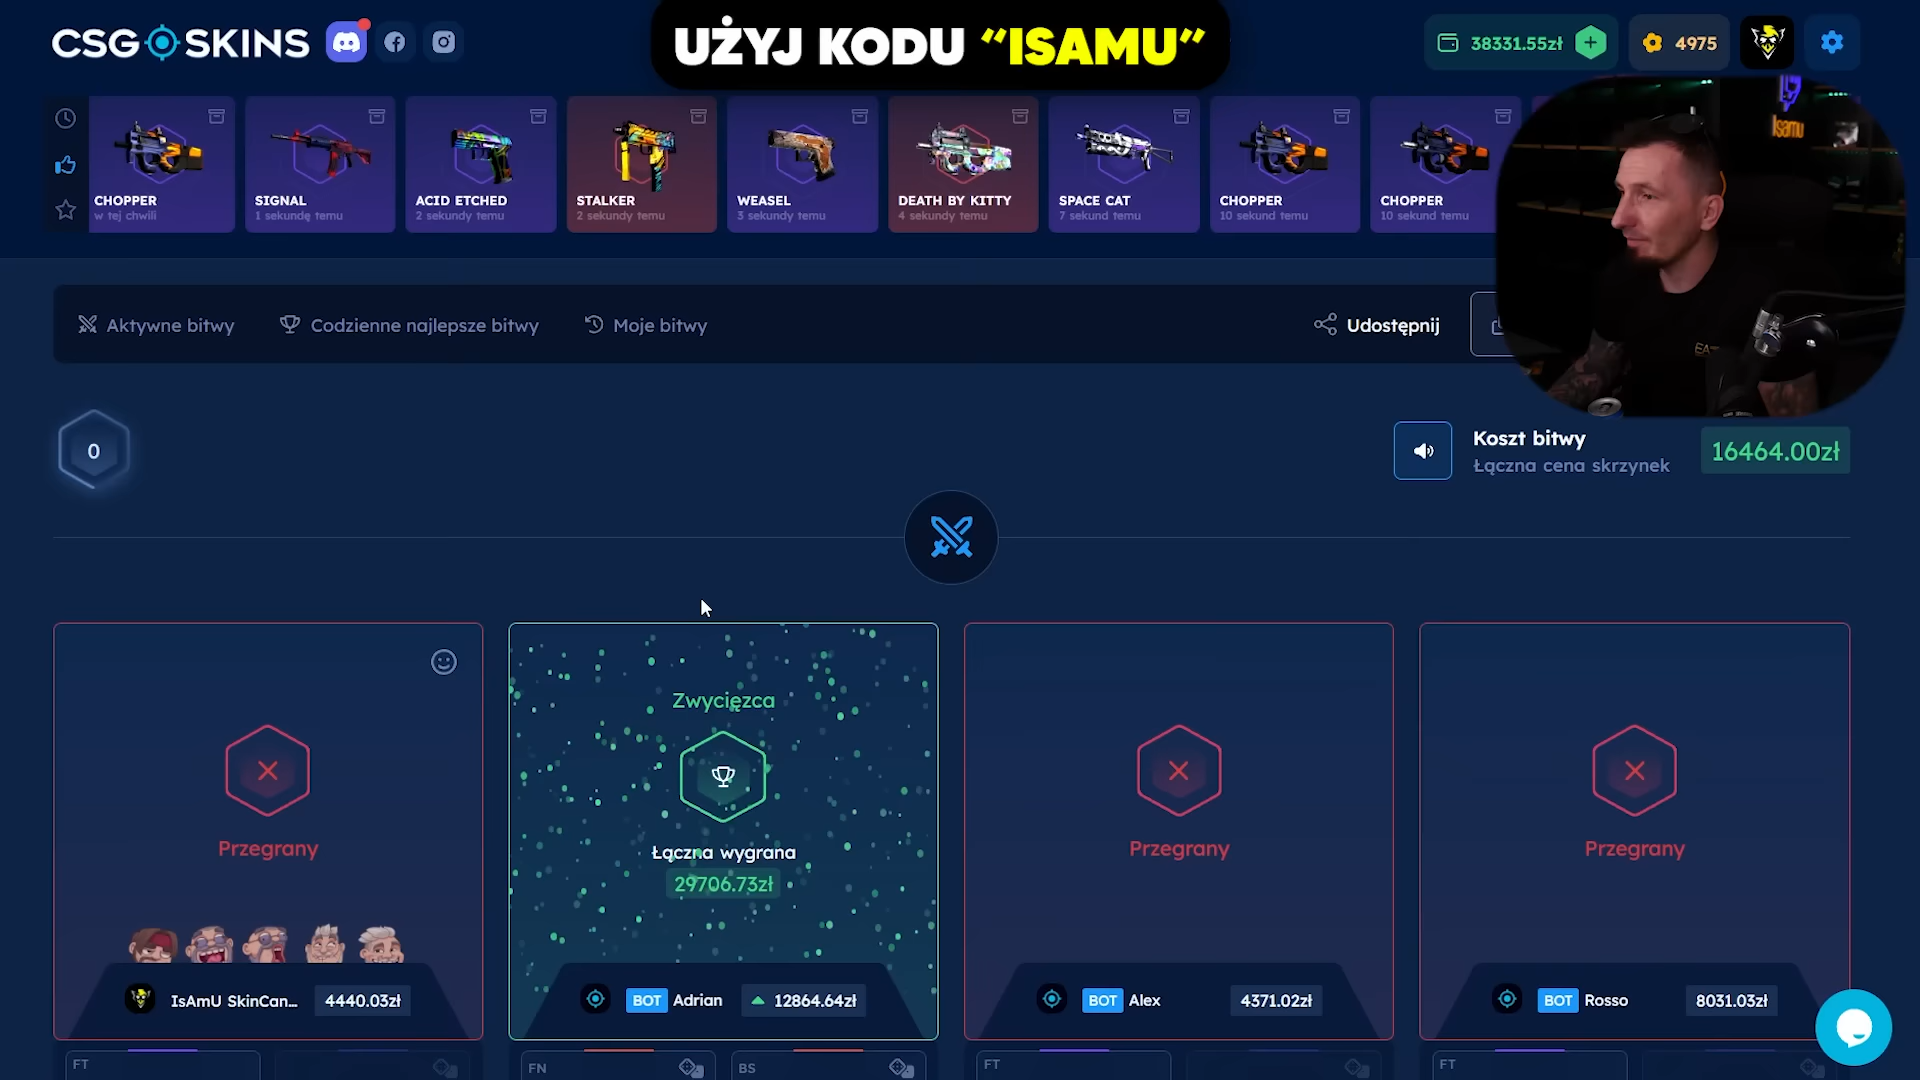 CSG SKINS
UŻYJ KODU “ISAMU”
38331.55zł
4975
CHOPPER
w tej chwili
SIGNAL
1 sekundę temu
ACID ETCHED
2 sekundy temu
STALKER
2 sekundy temu
WEASEL
3 sekundy temu
DEATH BY KITTY
4 sekundy temu
SPACE CAT
7 sekund temu
CHOPPER
10 sekund temu
CHOPPER
10 sekund temu
Isamu
Aktywne bitwy
Codzienne najlepsze bitwy
Moje bitwy
Udostępnij
0
Koszt bitwy
Łączna cena skrzynek
16464.00zł
Przegrany
IsAmU SkinCan...
4440.03zł
Zwycięzca
Łączna wygrana
29706.73zł
BOT Adrian
12864.64zł
Przegrany
BOT Alex
4371.02zł
Przegrany
BOT Rosso
8031.03zł
FT
FN
BS
FT
FT